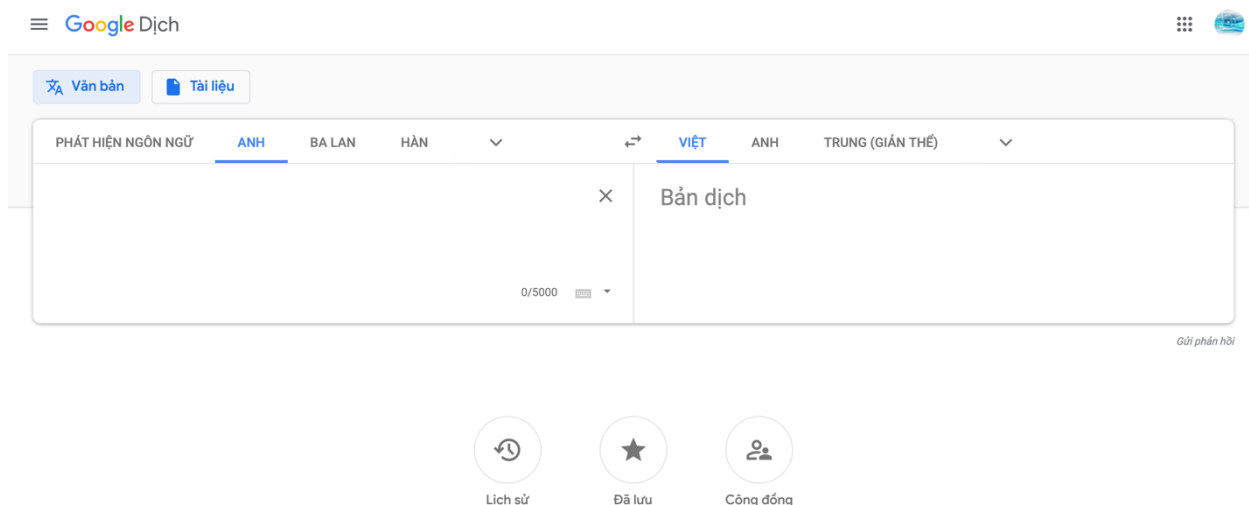 Google Dịch
Văn bản Tài liệu
PHÁT HIỆN NGÔN NGỮ ANH BA LAN HÀN VIỆT ANH TRUNG (GIẢN THỂ)
Bản dịch
0/5000
Gửi phản hồi
Lịch sử Đã lưu Cộng đồng